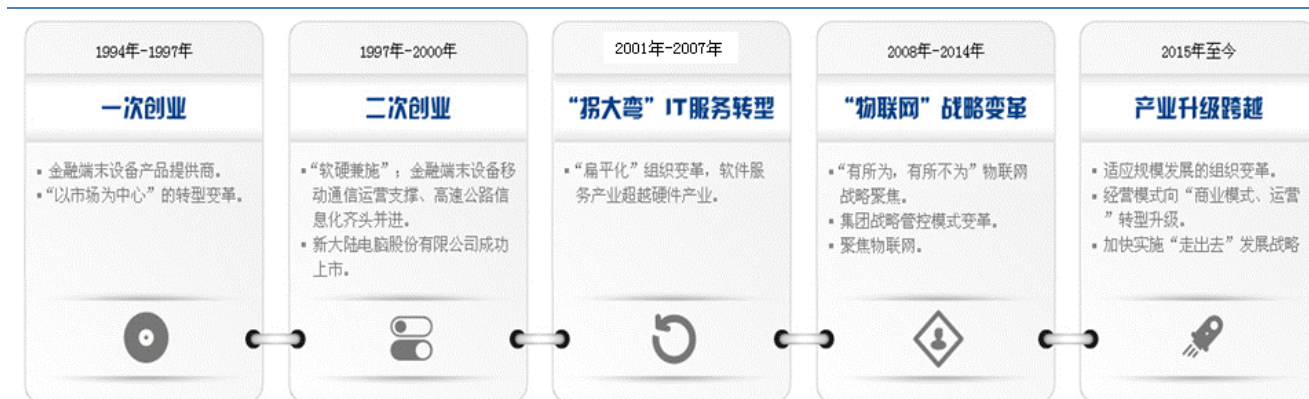 1994年-1997年
一次创业
▪ 金融端末设备产品提供商。
▪ “以市场为中心”的转型变革。
1997年-2000年
二次创业
▪ “软硬兼施”；金融端末设备移
动通信运营支撑、高速公路信
息化齐头并进。
▪ 新大陆电脑股份有限公司成功
上市。
2001年-2007年
“拐大弯”IT服务转型
▪ “扁平化”组织变革，软件服
务产业超越硬件产业。
2008年-2014年
“物联网”战略变革
▪ “有所为，有所不为”物联网
战略聚焦。
▪ 集团战略管控模式变革。
▪ 聚焦物联网。
2015年至今
产业升级跨越
▪ 适应规模发展的组织变革。
▪ 经营模式向“商业模式、运营
”转型升级。
▪ 加快实施“走出去”发展战略